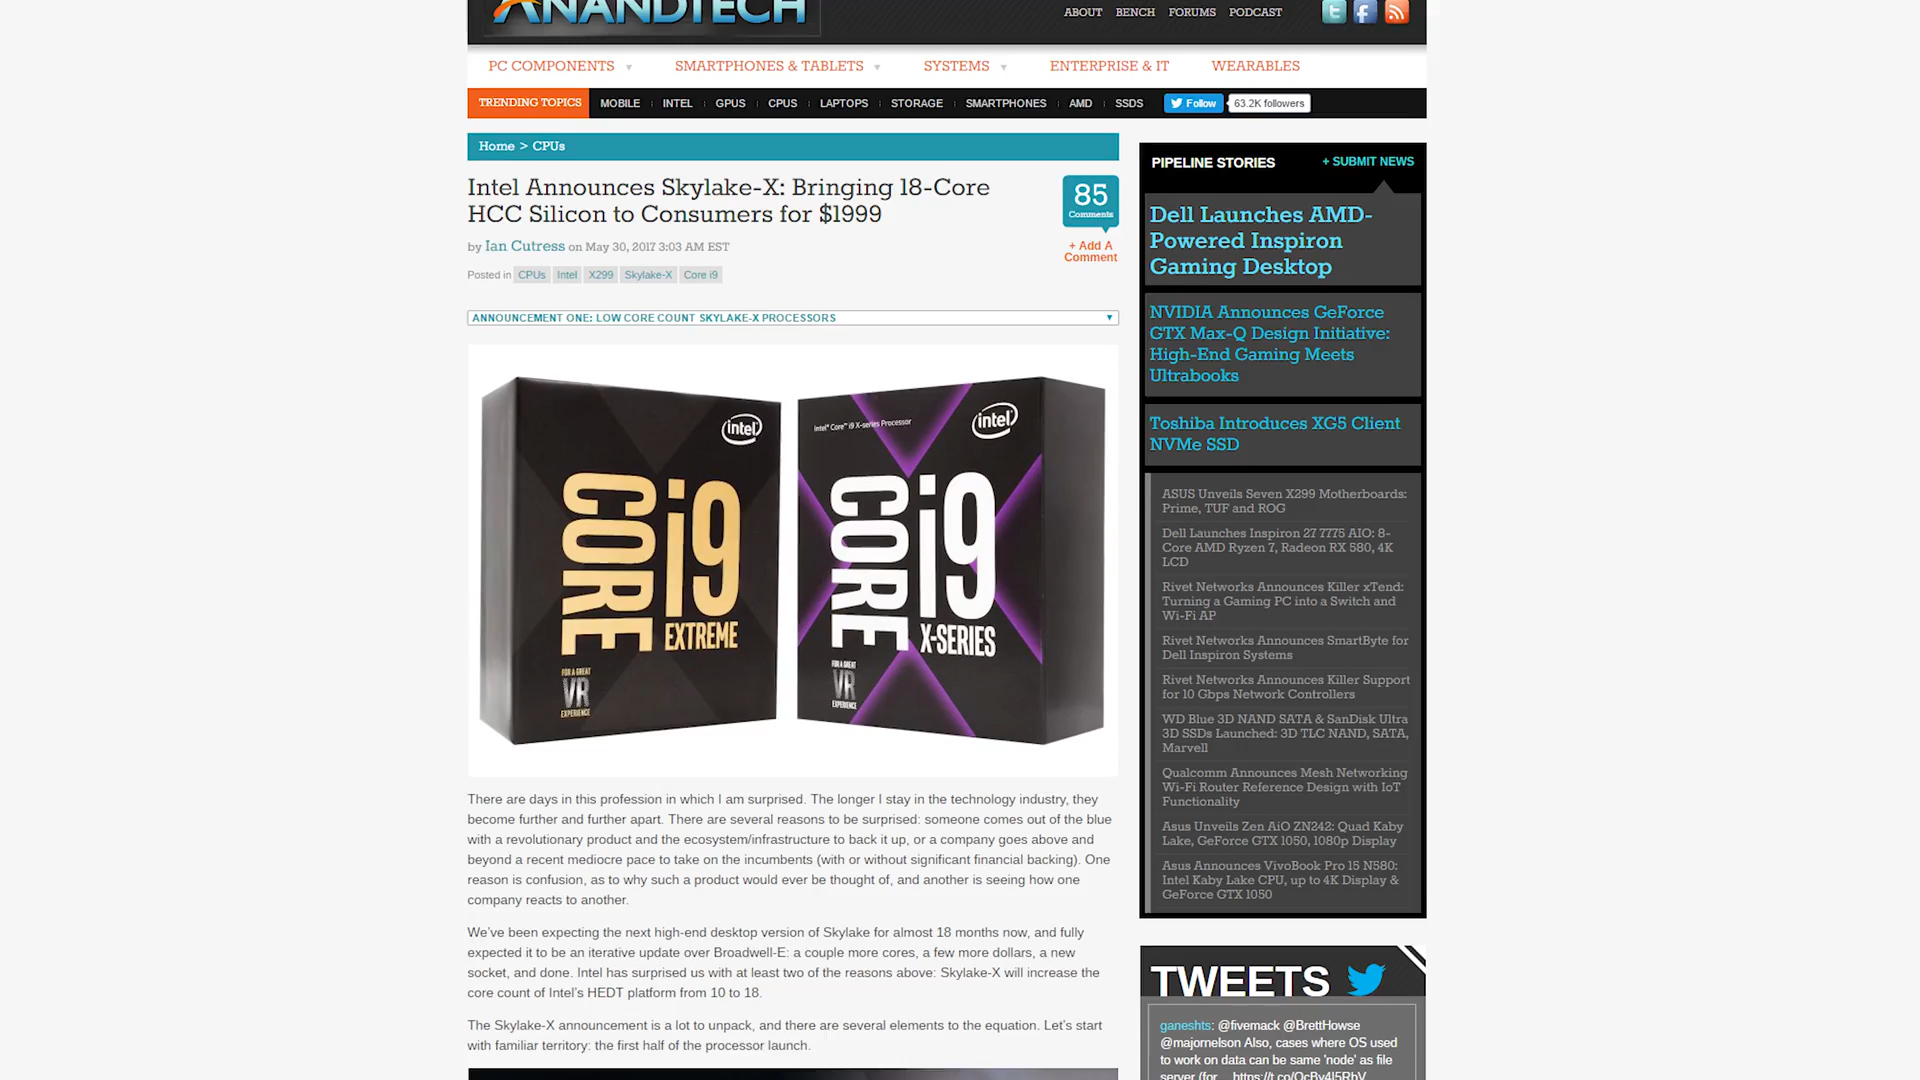 ANANDTECH
ABOUT BENCH FORUMS PODCAST
PC COMPONENTS SMARTPHONES & TABLETS SYSTEMS ENTERPRISE & IT WEARABLES
TRENDING TOPICS MOBILE INTEL GPUS CPUS LAPTOPS STORAGE SMARTPHONES AMD SSDS Follow 63.2K followers
Home > CPUs
Intel Announces Skylake-X: Bringing 18-Core
HCC Silicon to Consumers for $1999
by Ian Cutress on May 30, 2017 3:03 AM EST
Posted in CPUs Intel X299 Skylake-X Core i9
85
Comments
+ Add A
Comment
ANNOUNCEMENT ONE: LOW CORE COUNT SKYLAKE-X PROCESSORS
intel
CORE i9
EXTREME
FOR A GREAT
VR
EXPERIENCE
Intel® Core™ i9 X-series Processor
intel
CORE i9
X-SERIES
FOR A GREAT
VR
EXPERIENCE
There are days in this profession in which I am surprised. The longer I stay in the technology industry, they
become further and further apart. There are several reasons to be surprised: someone comes out of the blue
with a revolutionary product and the ecosystem/infrastructure to back it up, or a company goes above and
beyond a recent mediocre pace to take on the incumbents (with or without significant financial backing). One
reason is confusion, as to why such a product would ever be thought of, and another is seeing how one
company reacts to another.
We've been expecting the next high-end desktop version of Skylake for almost 18 months now, and fully
expected it to be an iterative update over Broadwell-E: a couple more cores, a few more dollars, a new
socket, and done. Intel has surprised us with at least two of the reasons above: Skylake-X will increase the
core count of Intel's HEDT platform from 10 to 18.
The Skylake-X announcement is a lot to unpack, and there are several elements to the equation. Let's start
with familiar territory: the first half of the processor launch.
PIPELINE STORIES + SUBMIT NEWS
Dell Launches AMD-
Powered Inspiron
Gaming Desktop
NVIDIA Announces GeForce
GTX Max-Q Design Initiative:
High-End Gaming Meets
Ultrabooks
Toshiba Introduces XG5 Client
NVMe SSD
ASUS Unveils Seven X299 Motherboards:
Prime, TUF and ROG
Dell Launches Inspiron 27 7775 AIO: 8-
Core AMD Ryzen 7, Radeon RX 580, 4K
LCD
Rivet Networks Announces Killer xTend:
Turning a Gaming PC into a Switch and
Wi-Fi AP
Rivet Networks Announces SmartByte for
Dell Inspiron Systems
Rivet Networks Announces Killer Support
for 10 Gbps Network Controllers
WD Blue 3D NAND SATA & SanDisk Ultra
3D SSDs Launched: 3D TLC NAND, SATA,
Marvell
Qualcomm Announces Mesh Networking
Wi-Fi Router Reference Design with IoT
Functionality
Asus Unveils Zen AiO ZN242: Quad Kaby
Lake, GeForce GTX 1050, 1080p Display
Asus Announces VivoBook Pro 15 N580:
Intel Kaby Lake CPU, up to 4K Display &
GeForce GTX 1050
TWEETS
ganeshts: @fivemack @BrettHowse
@majornelson Also, cases where OS used
to work on data can be same 'node' as file
server (for...